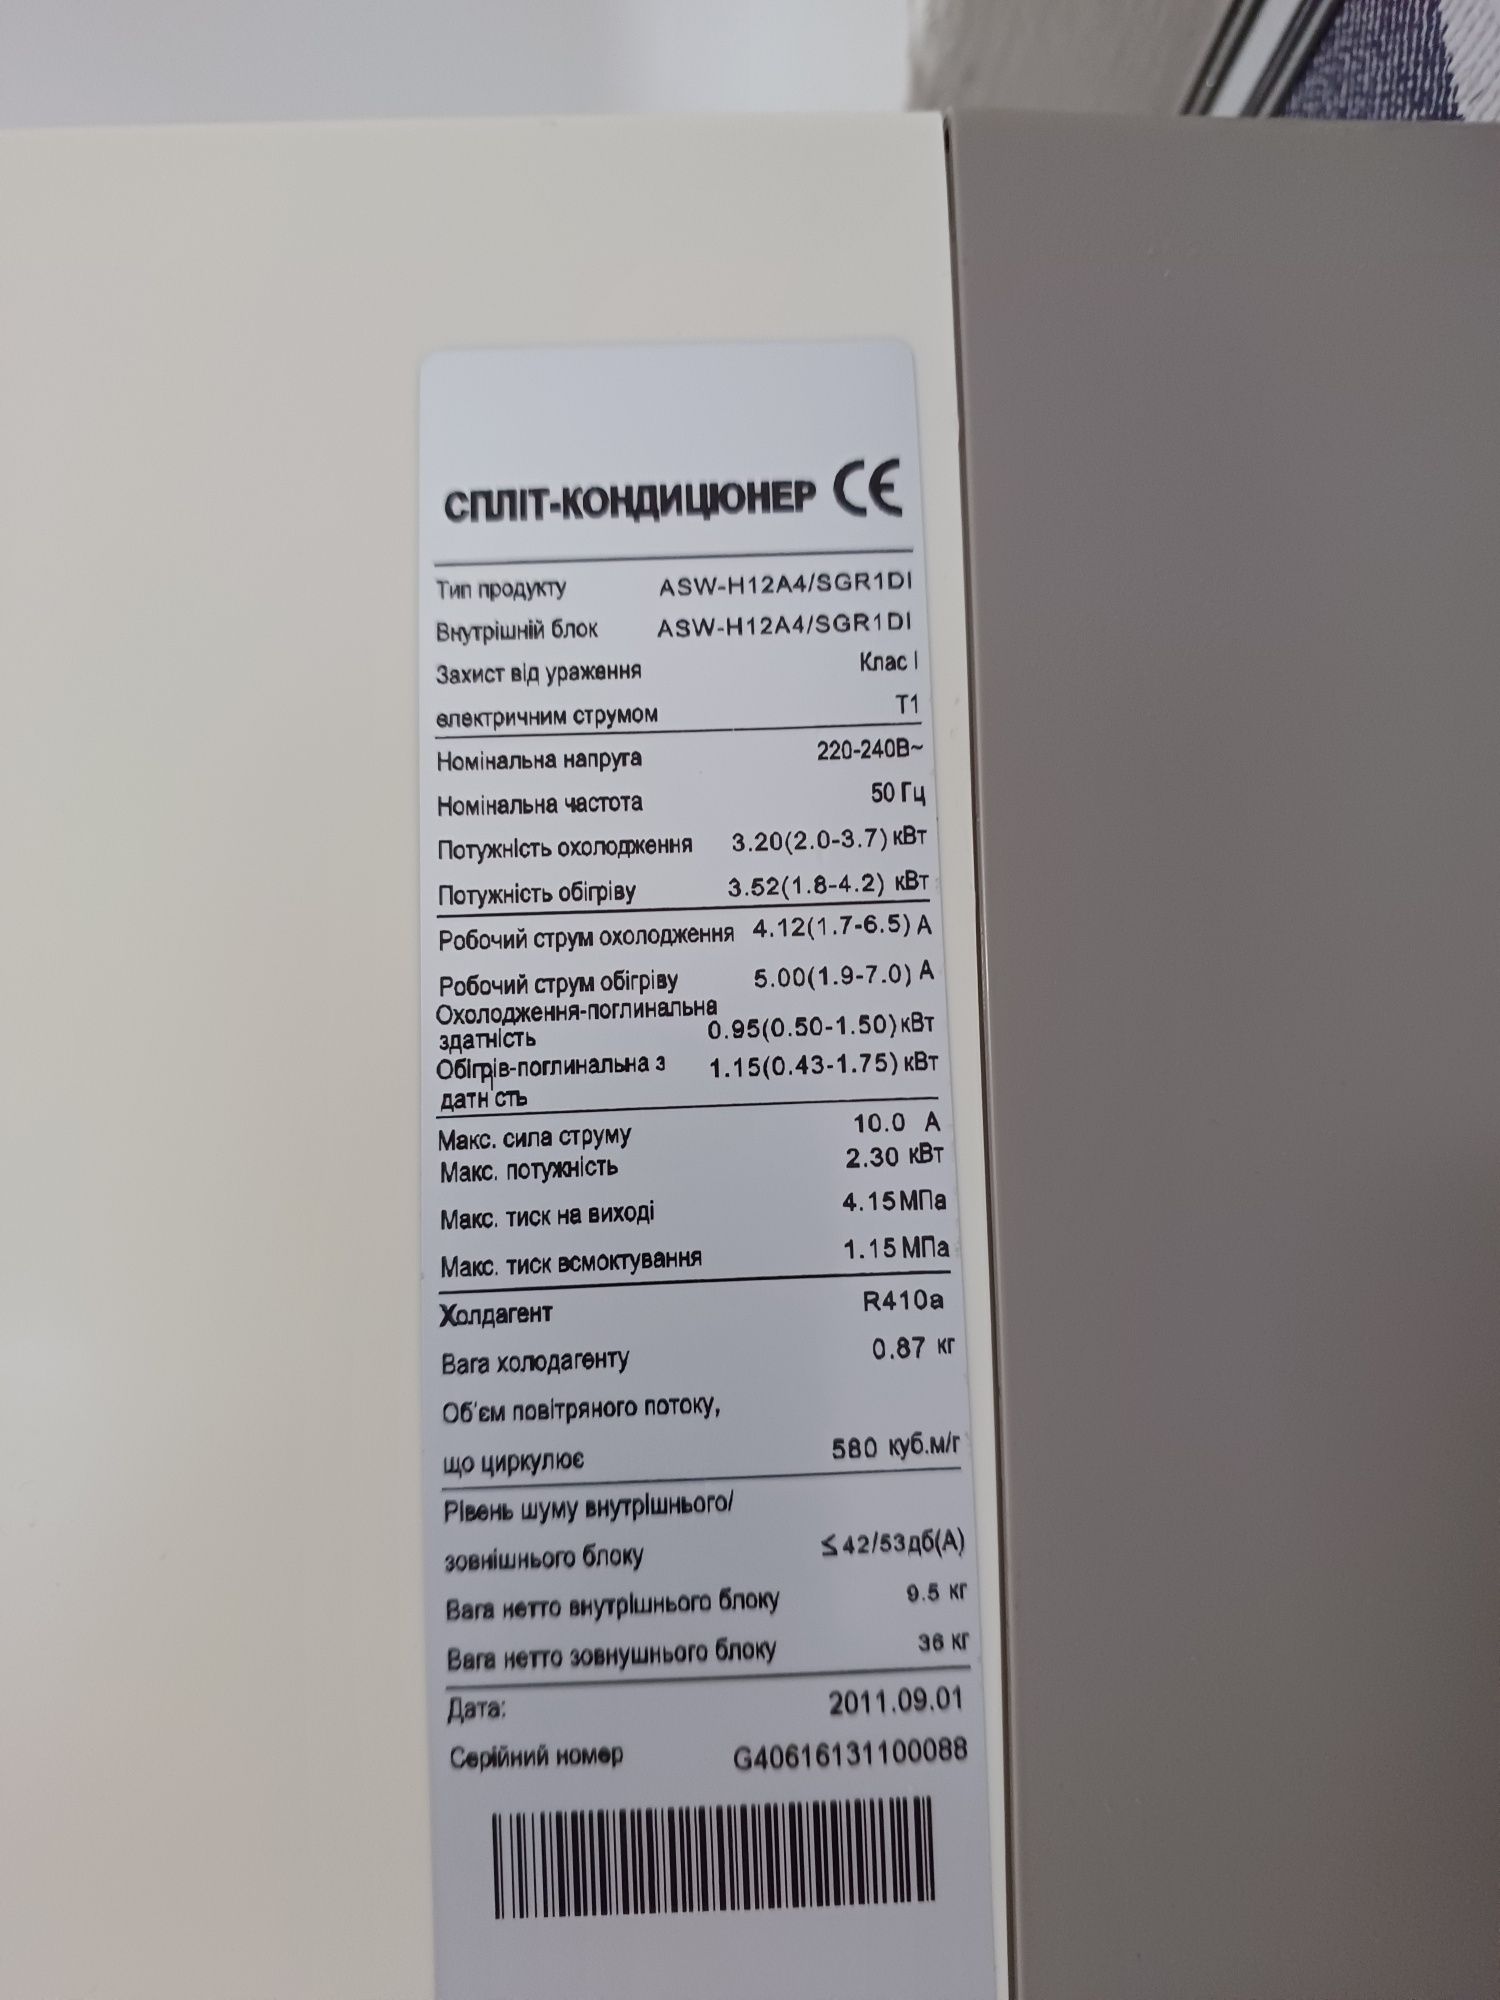 СПЛІТ-КОНДИЦІОНЕР CE
Тип продукту ASW-H12A4/SGR1DI
Внутрішній блок ASW-H12A4/SGR1DI
Захист від ураження Клас I
електричним струмом T1
Номінальна напруга 220-240В~
Номінальна частота 50 Гц
Потужність охолодження 3.20(2.0-3.7) кВт
Потужність обігріву 3.52(1.8-4.2) кВт
Робочий струм охолодження 4.12(1.7-6.5) А
Робочий струм обігріву 5.00(1.9-7.0) А
Охолодження-поглинальна
здатність 0.95(0.50-1.50) кВт
Обігрів-поглинальна з 1.15(0.43-1.75) кВт
датність
Макс. сила струму 10.0 А
Макс. потужність 2.30 кВт
Макс. тиск на виході 4.15 МПа
Макс. тиск всмоктування 1.15 МПа
Холдагент R410a
Вага холодагенту 0.87 кг
Об'єм повітряного потоку,
що циркулює 580 куб.м/г
Рівень шуму внутрішнього/
зовнішнього блоку ≤42/53дб(А)
Вага нетто внутрішнього блоку 9.5 кг
Вага нетто зовнушнього блоку 36 кг
Дата: 2011.09.01
Серійний номер G40616131100088